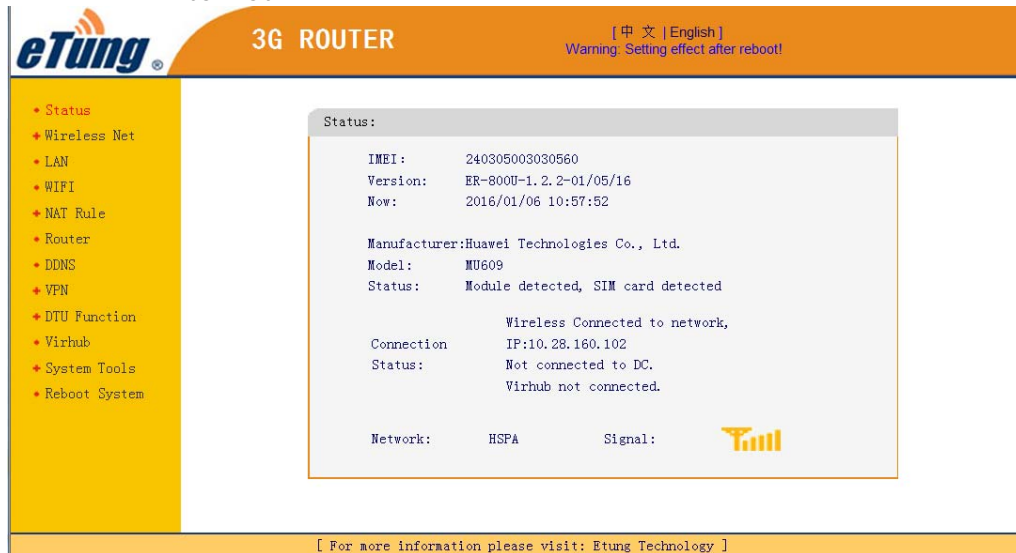 eTung ®
3G ROUTER
[ 中 文 | English ]
Warning: Setting effect after reboot!
Status
Wireless Net
LAN
WIFI
NAT Rule
Router
DDNS
VPN
DTU Function
Virhub
System Tools
Reboot System
Status:
IMEI: 240305003030560
Version: ER-800U-1.2.2-01/05/16
Now: 2016/01/06 10:57:52
Manufacturer:Huawei Technologies Co., Ltd.
Model: MU609
Status: Module detected, SIM card detected
Wireless Connected to network,
Connection IP:10.28.160.102
Status: Not connected to DC.
Virhub not connected.
Network: HSPA Signal:
[ For more information please visit: Etung Technology ]